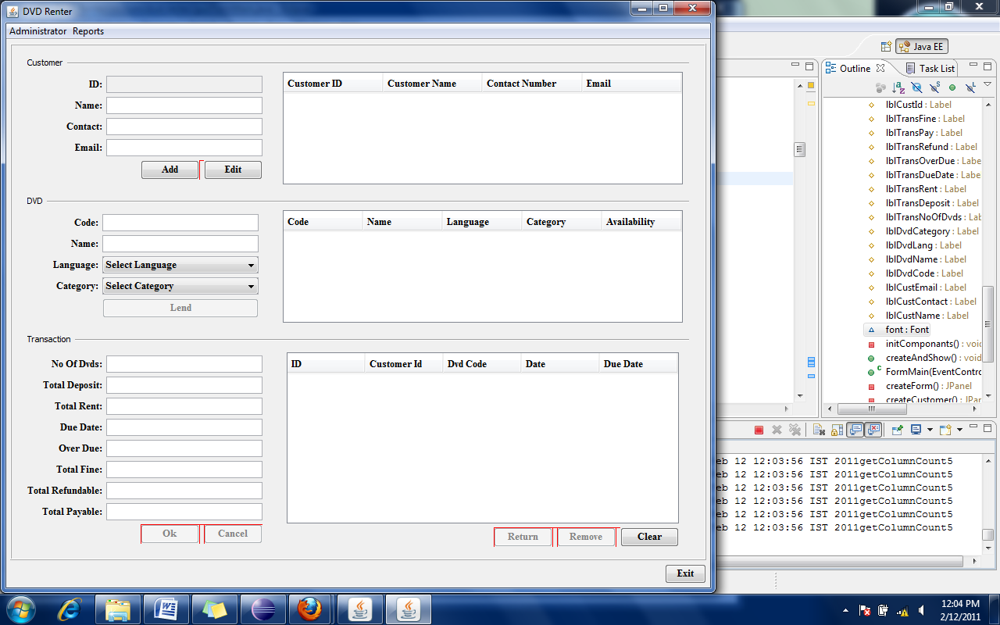 DVD Renter
Administrator Reports
Customer
ID:
Name:
Contact:
Email:
Add Edit
Customer ID Customer Name Contact Number Email
DVD
Code:
Name:
Language: Select Language
Category: Select Category
Lend
Code Name Language Category Availability
Transaction
No Of Dvds:
Total Deposit:
Total Rent:
Due Date:
Over Due:
Total Fine:
Total Refundable:
Total Payable:
Ok Cancel
ID Customer Id Dvd Code Date Due Date
Return Remove Clear
Exit
Java EE
Outline Task List
lblCustId : Label
lblTransFine : Label
lblTransPay : Label
lblTransRefund : Label
lblTransOverDue : Labe
lblTransDueDate : Labe
lblTransRent : Label
lblTransDeposit : Label
lblTransNoOfDvds : Lab
lblDvdCategory : Label
lblDvdLang : Label
lblDvdName : Label
lblDvdCode : Label
lblCustEmail : Label
lblCustContact : Label
lblCustName : Label
font : Font
initComponants() : void
createAndShow() : void
FormMain(EventContro
createForm() : JPanel
createCustomer() : JPar
eb 12 12:03:56 IST 2011getColumnCount5
eb 12 12:03:56 IST 2011getColumnCount5
eb 12 12:03:56 IST 2011getColumnCount5
eb 12 12:03:56 IST 2011getColumnCount5
eb 12 12:03:56 IST 2011getColumnCount5
eb 12 12:03:56 IST 2011getColumnCount5
12:04 PM
2/12/2011